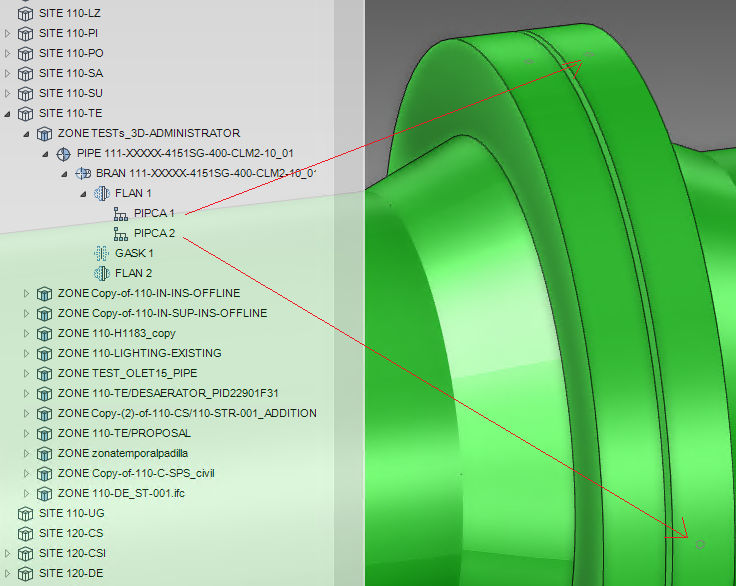 SITE 110-LZ
SITE 110-PI
SITE 110-PO
SITE 110-SA
SITE 110-SU
SITE 110-TE
ZONE TESTs_3D-ADMINISTRATOR
PIPE 111-XXXXX-4151SG-400-CLM2-10_01
BRAN 111-XXXXX-4151SG-400-CLM2-10_01
FLAN 1
PIPCA 1
PIPCA 2
GASK 1
FLAN 2
ZONE Copy-of-110-IN-INS-OFFLINE
ZONE Copy-of-110-IN-SUP-INS-OFFLINE
ZONE 110-H1183_copy
ZONE 110-LIGHTING-EXISTING
ZONE TEST_OLET15_PIPE
ZONE 110-TE/DESAERATOR_PID22901F31
ZONE Copy-(2)-of-110-CS/110-STR-001_ADDITION
ZONE 110-TE/PROPOSAL
ZONE zonatemporalpadilla
ZONE Copy-of-110-C-SPS_civil
ZONE 110-DE_ST-001.ifc
SITE 110-UG
SITE 120-CS
SITE 120-CSI
SITE 120-DE